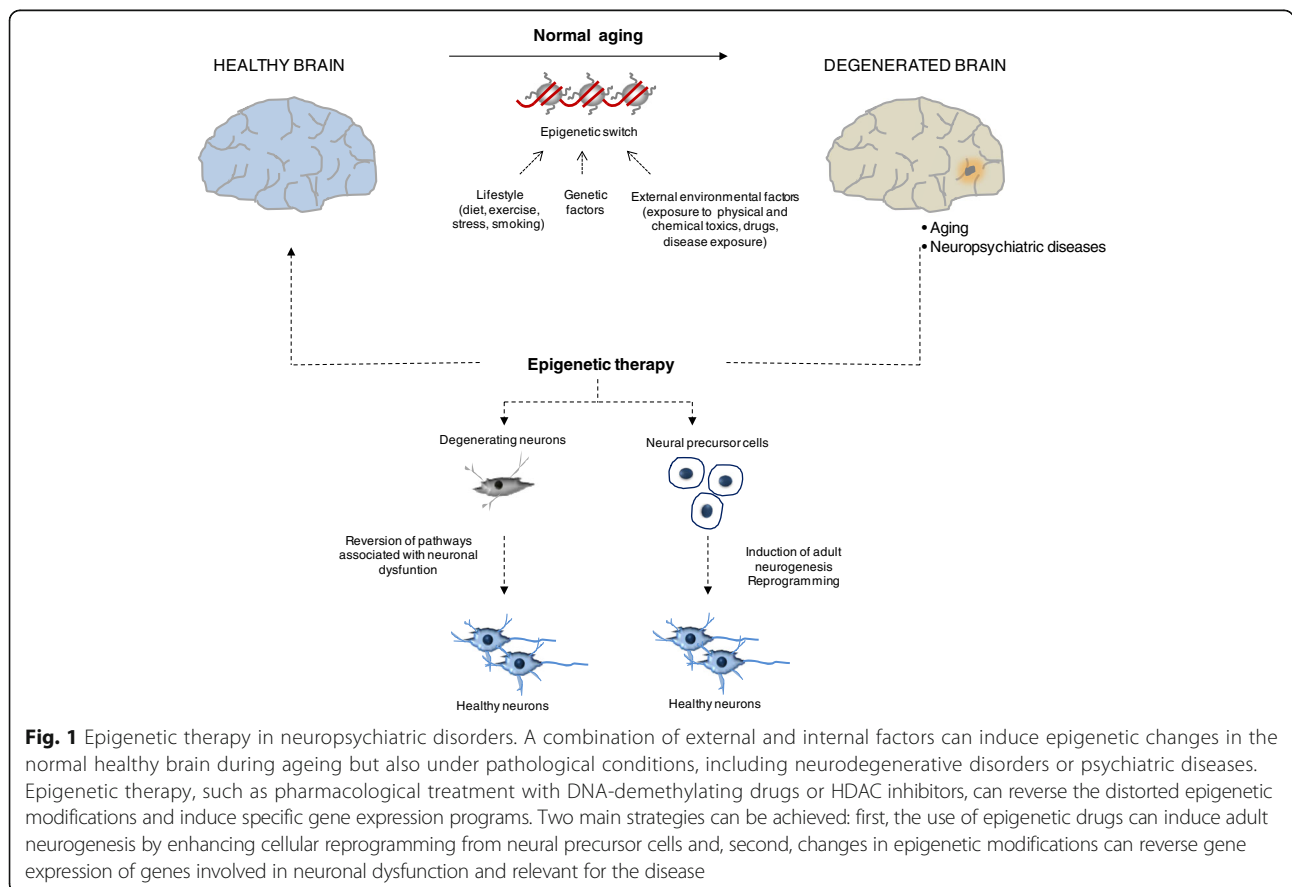 Normal aging
HEALTHY BRAIN
DEGENERATED BRAIN
Epigenetic switch
Lifestyle
(diet, exercise,
stress, smoking)
Genetic
factors
External environmental factors
(exposure to physical and
chemical toxics, drugs,
disease exposure)
• Aging
• Neuropsychiatric diseases
Epigenetic therapy
Degenerating neurons
Neural precursor cells
Reversion of pathways
associated with neuronal
dysfuntion
Induction of adult
neurogenesis
Reprogramming
Healthy neurons
Healthy neurons
Fig. 1 Epigenetic therapy in neuropsychiatric disorders. A combination of external and internal factors can induce epigenetic changes in the
normal healthy brain during ageing but also under pathological conditions, including neurodegenerative disorders or psychiatric diseases.
Epigenetic therapy, such as pharmacological treatment with DNA-demethylating drugs or HDAC inhibitors, can reverse the distorted epigenetic
modifications and induce specific gene expression programs. Two main strategies can be achieved: first, the use of epigenetic drugs can induce adult
neurogenesis by enhancing cellular reprogramming from neural precursor cells and, second, changes in epigenetic modifications can reverse gene
expression of genes involved in neuronal dysfunction and relevant for the disease